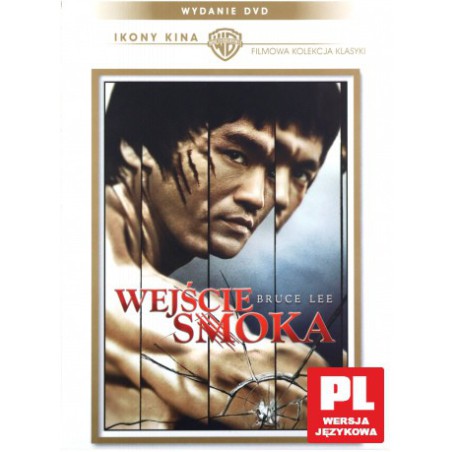 WYDANIE DVD
IKONY KINA
FILMOWA KOLEKCJA KLASYKI
WEJŚCIE
BRUCE LEE
SMOKA
PL
WERSJA
JĘZYKOWA